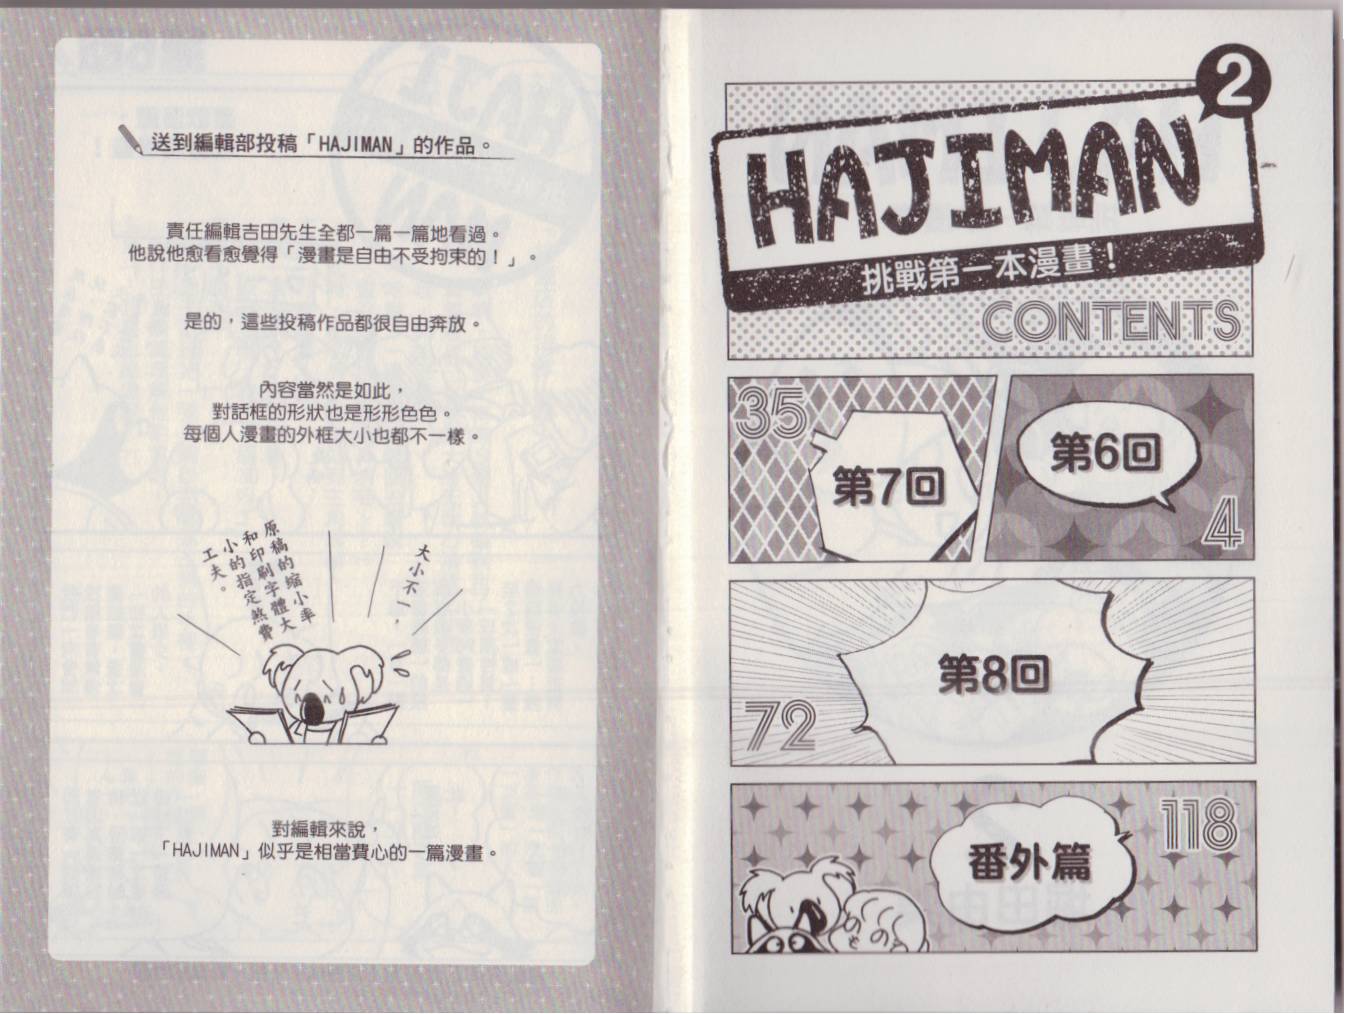 送到編輯部投稿「HAJIMAN」的作品。
責任編輯吉田先生全都一篇一篇地看過。
他說他愈看愈覺得「漫畫是自由不受拘束的！」。
是的，這些投稿作品都很自由奔放。
內容當然是如此，
對話框的形狀也是形形色色。
每個人漫畫的外框大小也都不一樣。
大小不一，
原稿的縮小率
和印刷字體大
小的指定煞費
工夫。
對編輯來說，
「HAJIMAN」似乎是相當費心的一篇漫畫。
2
HAJIMAN
挑戰第一本漫畫！
CONTENTS
第6回
4
35
第7回
第8回
72
118
番外篇